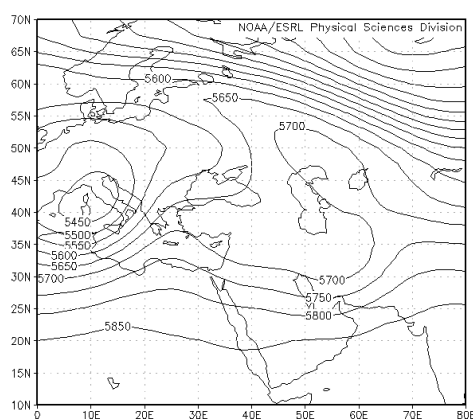 70N
NOAA/ESRL Physical Sciences Division
65N
60N
5600
5650
55N
5700
50N
45N
40N
5450
5500
35N
5550
5600
5650
30N
5700
5700
5750
25N
5800
5850
20N
15N
10N
0
10E
20E
30E
40E
50E
60E
70E
80E